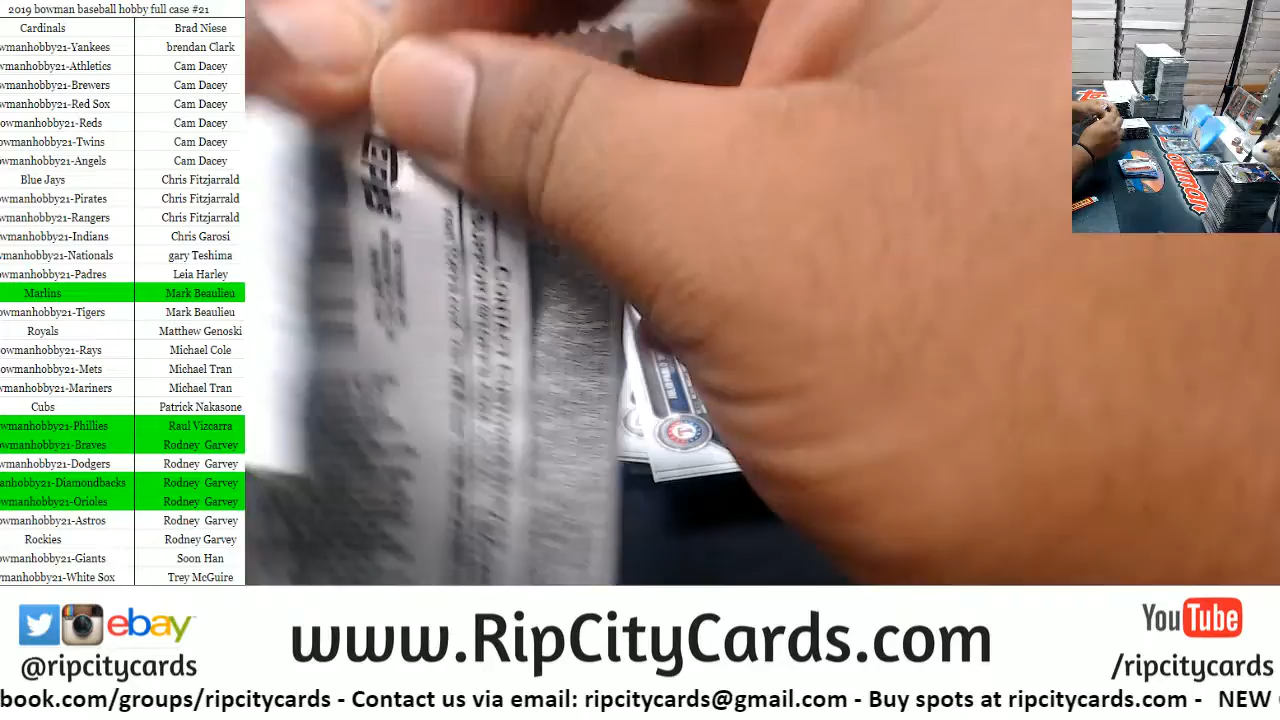 2019 bowman baseball hobby full case #21
Cardinals Brad Niese
wmanhobby21-Yankees brendan Clark
owmanhobby21-Athletics Cam Dacey
owmanhobby21-Brewers Cam Dacey
owmanhobby21-Red Sox Cam Dacey
owmanhobby21-Reds Cam Dacey
owmanhobby21-Twins Cam Dacey
owmanhobby21-Angels Cam Dacey
Blue Jays Chris Fitzjarrald
owmanhobby21-Pirates Chris Fitzjarrald
owmanhobby21-Rangers Chris Fitzjarrald
wmanhobby21-Indians Chris Garosi
manhobby21-Nationals gary Teshima
owmanhobby21-Padres Leia Harley
Marlins Mark Beaulieu
owmanhobby21-Tigers Mark Beaulieu
Royals Matthew Genoski
owmanhobby21-Rays Michael Cole
owmanhobby21-Mets Michael Tran
wmanhobby21-Mariners Michael Tran
Cubs Patrick Nakasone
wmanhobby21-Phillies Raul Vizcarra
owmanhobby21-Braves Rodney Garvey
wmanhobby21-Dodgers Rodney Garvey
anhobby21-Diamondbacks Rodney Garvey
owmanhobby21-Orioles Rodney Garvey
owmanhobby21-Astros Rodney Garvey
Rockies Rodney Garvey
owmanhobby21-Giants Soon Han
wmanhobby21-White Sox Trey McGuire
ebay
@ripcitycards
www.RipCityCards.com
YouTube
/ripcitycards
book.com/groups/ripcitycards - Contact us via email: ripcitycards@gmail.com - Buy spots at ripcitycards.com - NEW